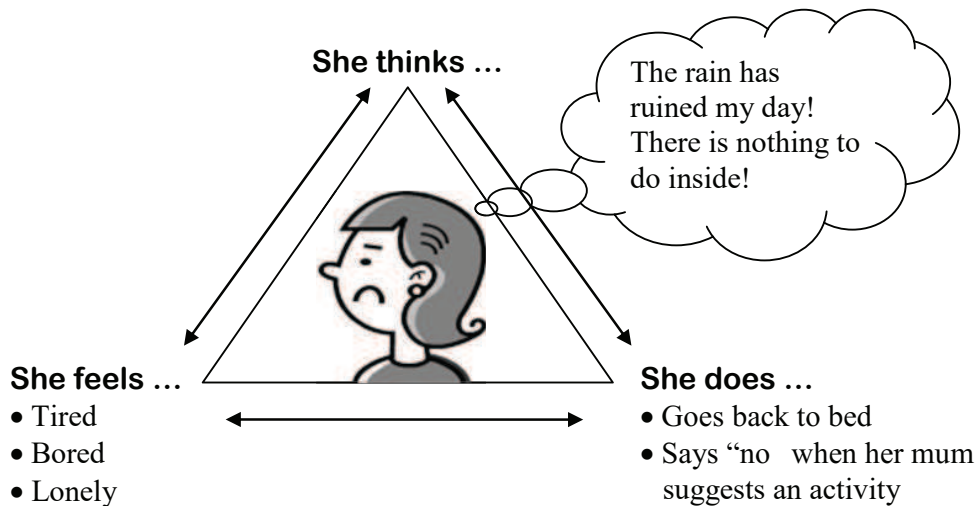 She thinks …
The rain has
ruined my day!
There is nothing to
do inside!
She feels …
• Tired
• Bored
• Lonely
She does …
• Goes back to bed
• Says “no   when her mum
suggests an activity